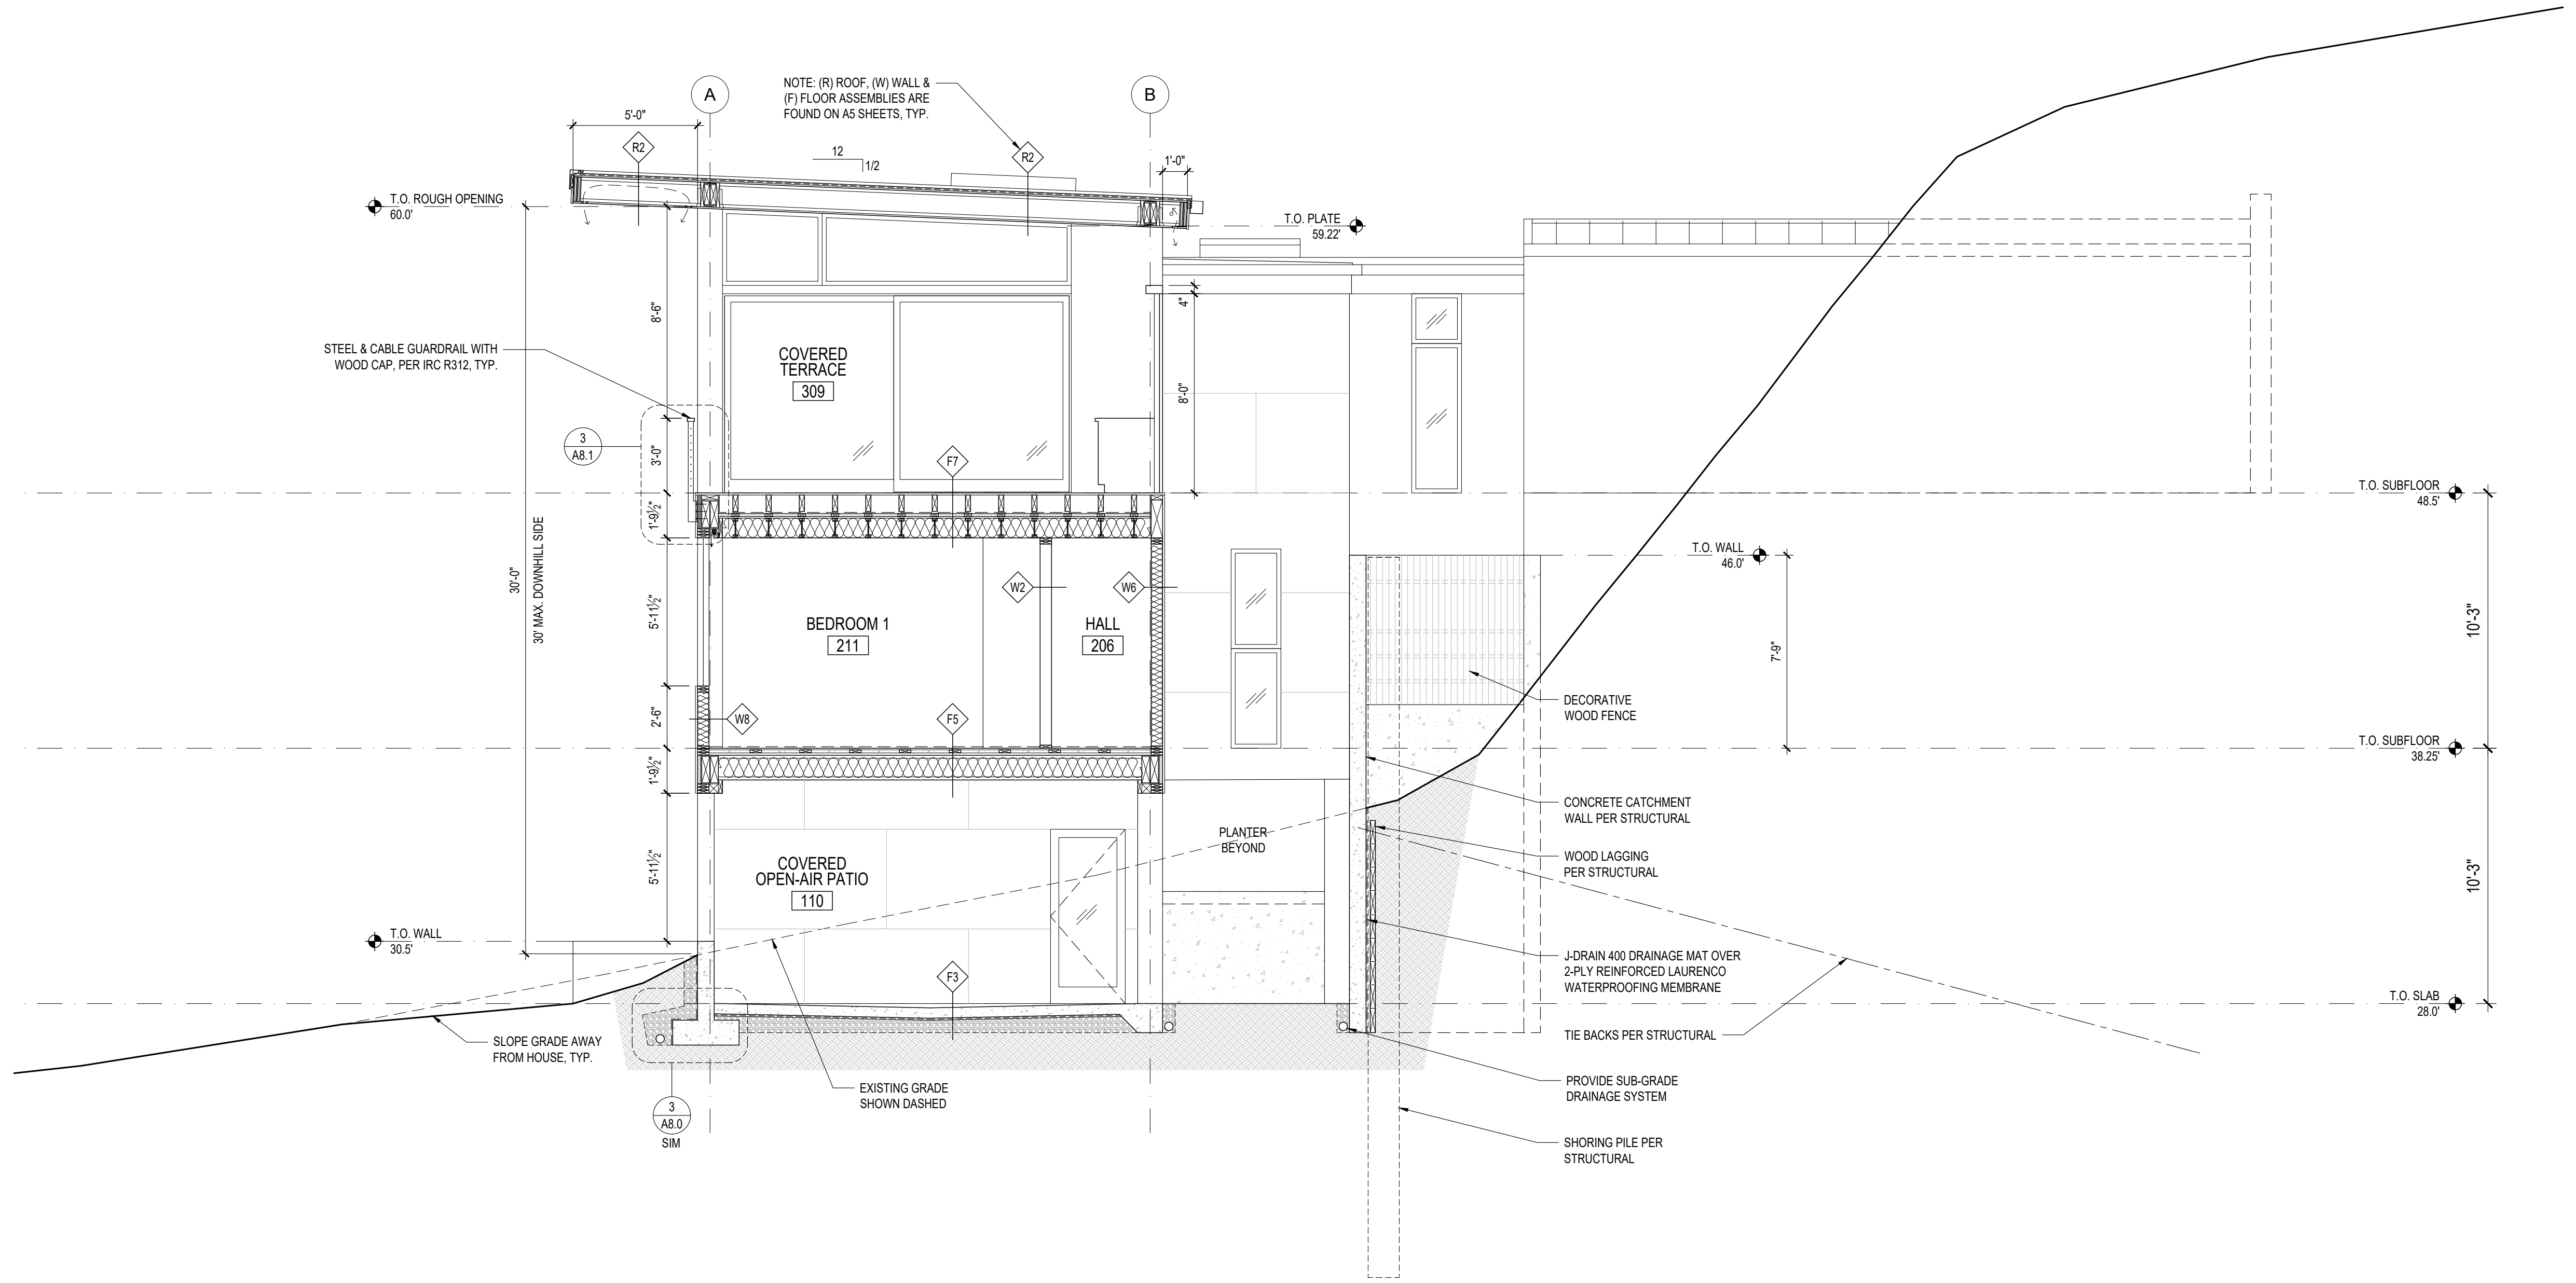 A
B
NOTE: (R) ROOF, (W) WALL &
(F) FLOOR ASSEMBLIES ARE
FOUND ON A5 SHEETS, TYP.
5'-0"
R2
12
1/2
R2
1'-0"
T.O. ROUGH OPENING
60.0'
T.O. PLATE
59.22'
8'-6"
4"
STEEL & CABLE GUARDRAIL WITH
WOOD CAP, PER IRC R312, TYP.
COVERED
TERRACE
309
8'-0"
3
A8.1
3'-0"
F7
T.O. SUBFLOOR
48.5'
1'-9½"
30'-0"
30' MAX. DOWNHILL SIDE
T.O. WALL
46.0'
5'-11½"
W2
W6
BEDROOM 1
211
HALL
206
7'-9"
10'-3"
2'-6"
W8
F5
DECORATIVE
WOOD FENCE
T.O. SUBFLOOR
38.25'
1'-9½"
CONCRETE CATCHMENT
WALL PER STRUCTURAL
PLANTER
BEYOND
5'-11½"
COVERED
OPEN-AIR PATIO
110
WOOD LAGGING
PER STRUCTURAL
10'-3"
T.O. WALL
30.5'
J-DRAIN 400 DRAINAGE MAT OVER
2-PLY REINFORCED LAURENCO
WATERPROOFING MEMBRANE
F3
T.O. SLAB
28.0'
SLOPE GRADE AWAY
FROM HOUSE, TYP.
TIE BACKS PER STRUCTURAL
EXISTING GRADE
SHOWN DASHED
PROVIDE SUB-GRADE
DRAINAGE SYSTEM
3
A8.0
SIM
SHORING PILE PER
STRUCTURAL